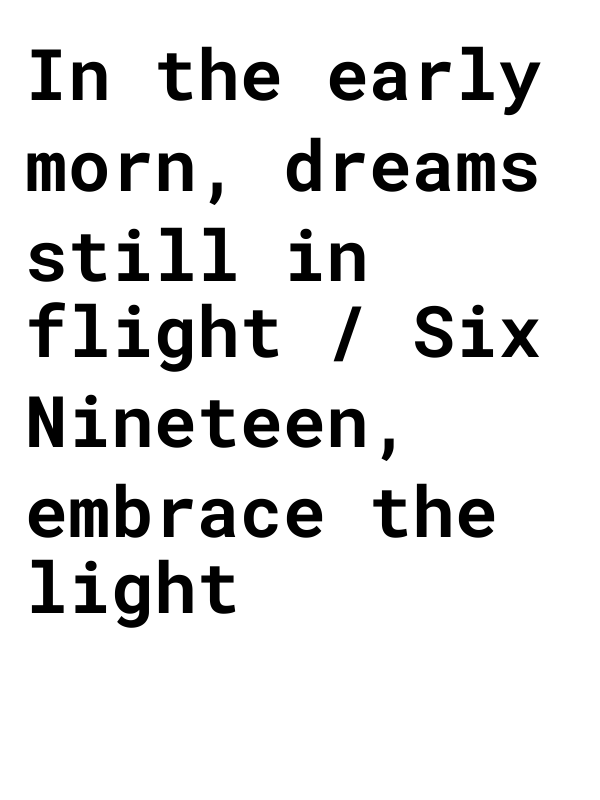 In the early
morn, dreams
still in
flight / Six
Nineteen,
embrace the
light